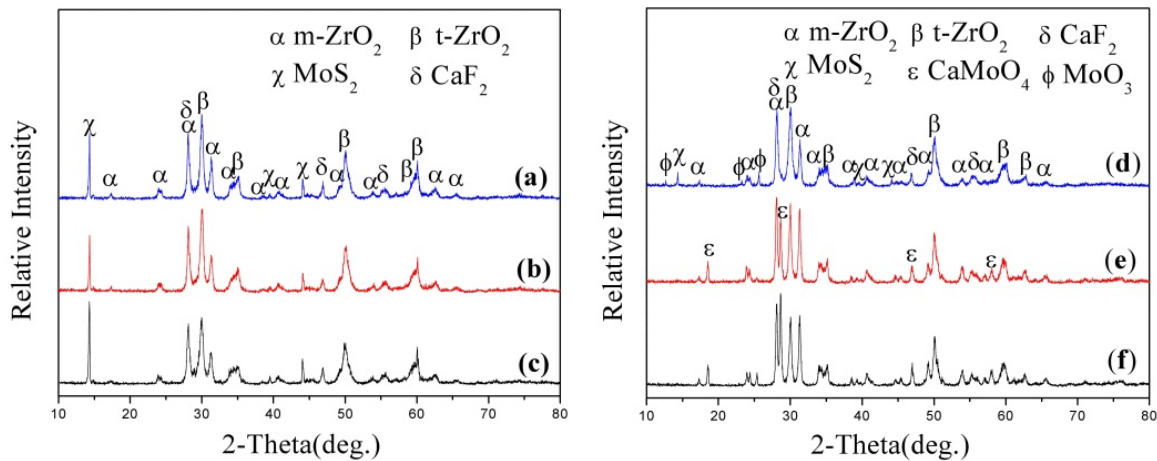 α m-ZrO₂ β t-ZrO₂
χ MoS₂ δ CaF₂
χ α α δ α β α α β α χ α χ δ α β α δ β β α α
(a)
(b)
(c)
Relative Intensity
10 20 30 40 50 60 70 80
2-Theta(deg.)
α m-ZrO₂ β t-ZrO₂ δ CaF₂
χ MoS₂ ε CaMoO₄ ϕ MoO₃
ϕ χ α ϕ α ϕ δ α β α α β α χ α χ α δ α β α δ α β β α
(d)
ε ε ε ε
(e)
(f)
Relative Intensity
10 20 30 40 50 60 70 80
2-Theta(deg.)